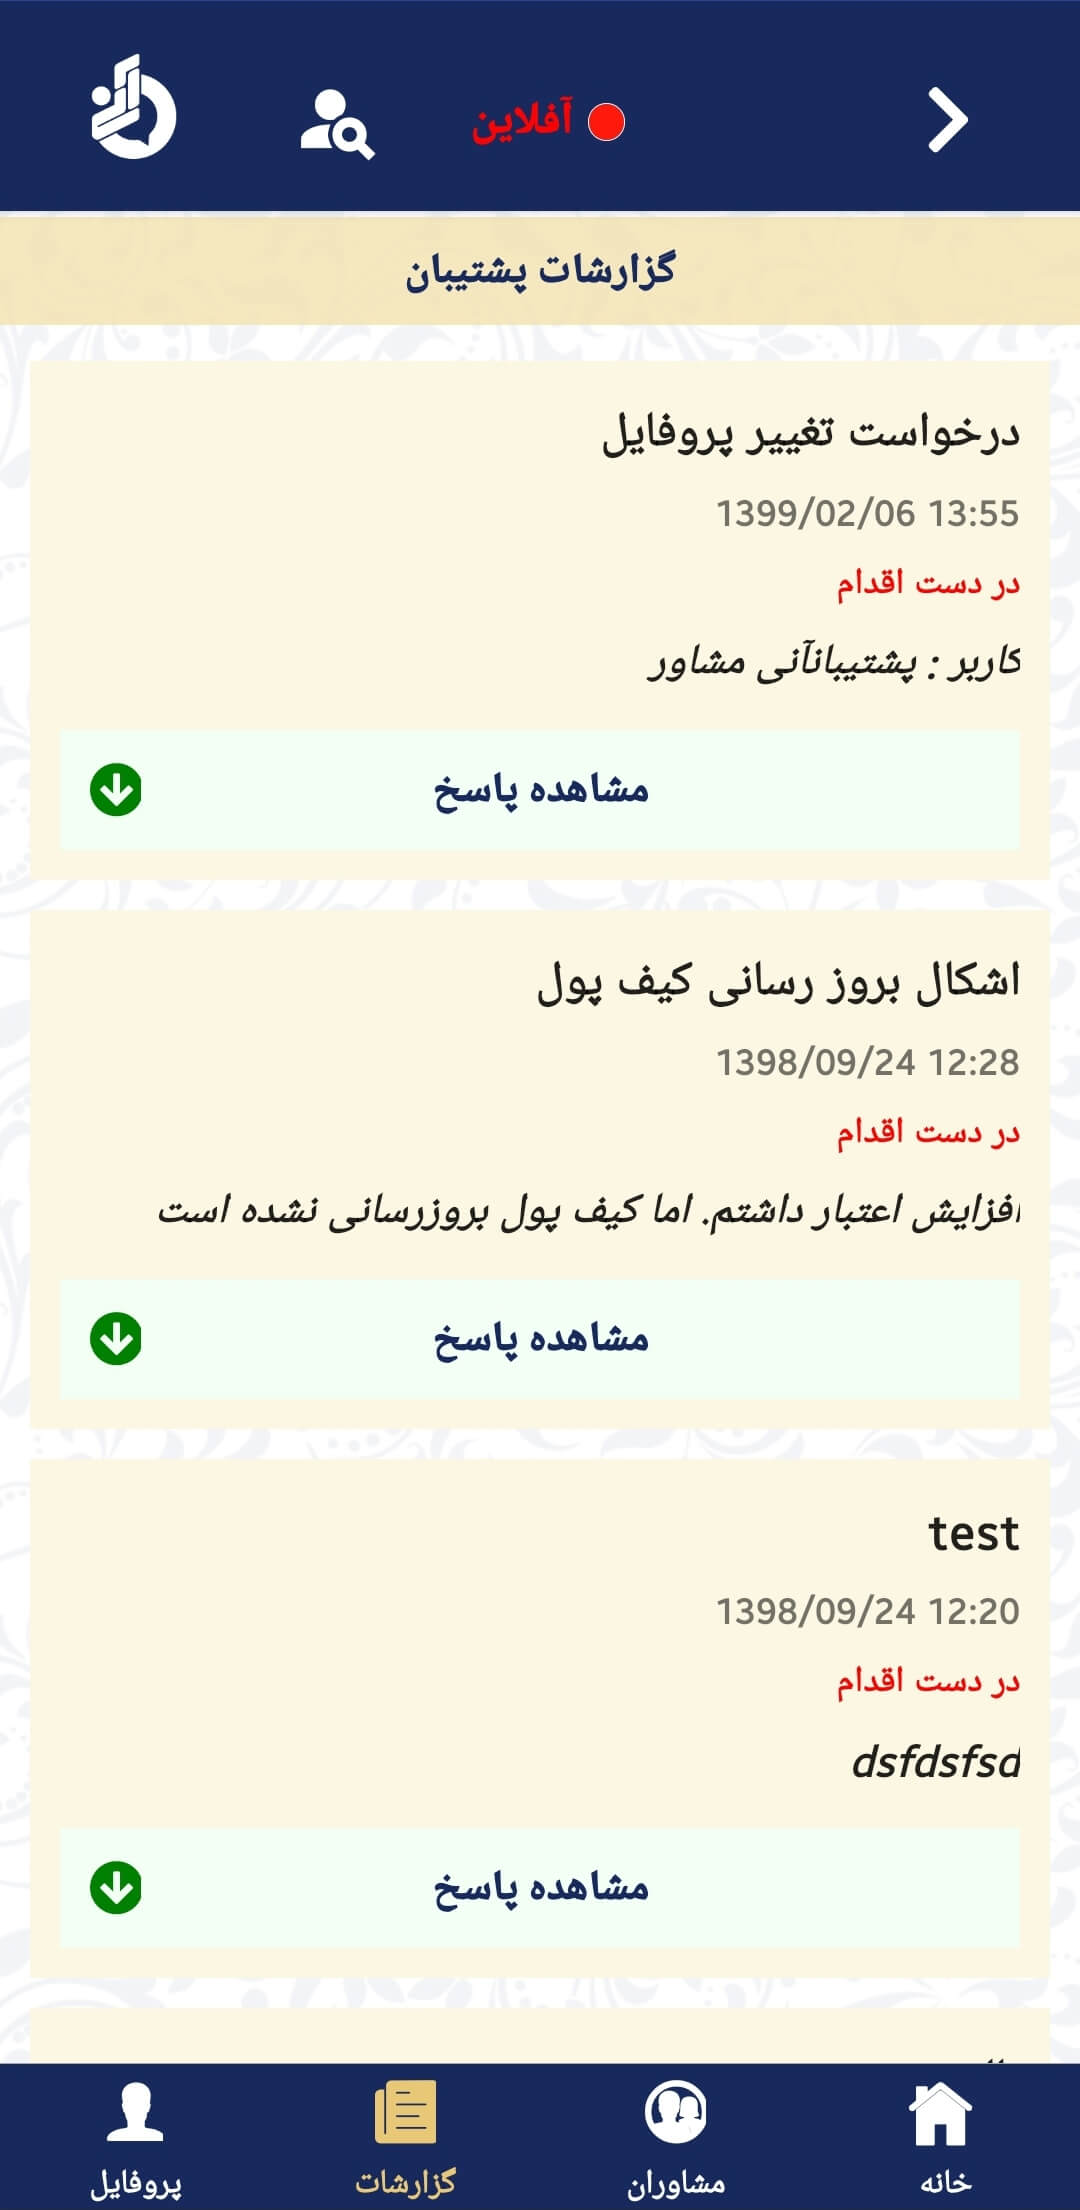 آفلاین
گزارشات پشتیبان
درخواست تغییر پروفایل
1399/02/06 13:55
در دست اقدام
کاربر : پشتیبانآنی مشاور
مشاهده پاسخ
اشکال بروز رسانی کیف پول
1398/09/24 12:28
در دست اقدام
افزایش اعتبار داشتم. اما کیف پول بروزرسانی نشده است
مشاهده پاسخ
test
1398/09/24 12:20
در دست اقدام
dsfdsfsd
مشاهده پاسخ
خانه
مشاوران
گزارشات
پروفایل